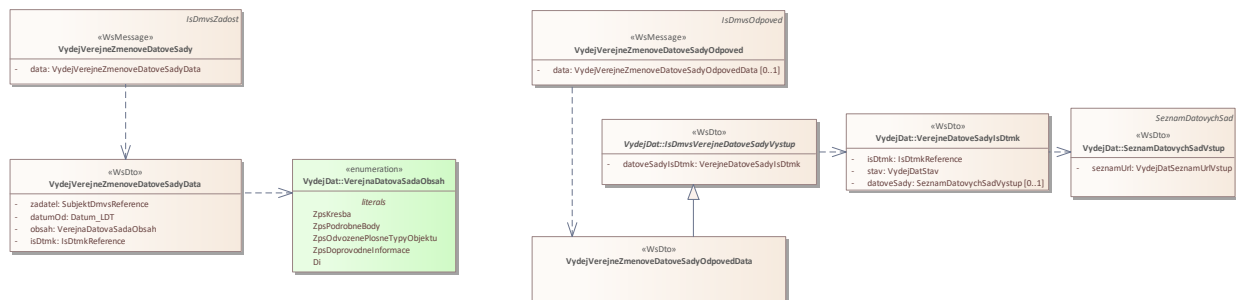 IsDmvsZadost
«WsMessage»
VydejVerejneZmenoveDatoveSady
- data: VydejVerejneZmenoveDatoveSadyData
«WsDto»
VydejVerejneZmenoveDatoveSadyData
- zadatel: SubjektDmvsReference
- datumOd: Datum_LDT
- obsah: VerejnaDatovaSadaObsah
- isDtmk: IsDtmkReference
«enumeration»
VydejDat::VerejnaDatovaSadaObsah
literals
ZpsKresba
ZpsPodrobneBody
ZpsOdvozenePlosneTypyObjektu
ZpsDoprovodneInformace
Di
IsDmvsOdpoved
«WsMessage»
VydejVerejneZmenoveDatoveSadyOdpoved
- data: VydejVerejneZmenoveDatoveSadyOdpovedData [0..1]
«WsDto»
VydejDat::IsDmvsVerejneDatoveSadyVystup
- datoveSadyIsDtmk: VerejneDatoveSadyIsDtmk
«WsDto»
VydejDat::VerejneDatoveSadyIsDtmk
- isDtmk: IsDtmkReference
- stav: VydejDatStav
- datoveSady: SeznamDatovychSadVystup [0..1]
SeznamDatovychSad
«WsDto»
VydejDat::SeznamDatovychSadVstup
- seznamUrl: VydejDatSeznamUrlVstup
«WsDto»
VydejVerejneZmenoveDatoveSadyOdpovedData